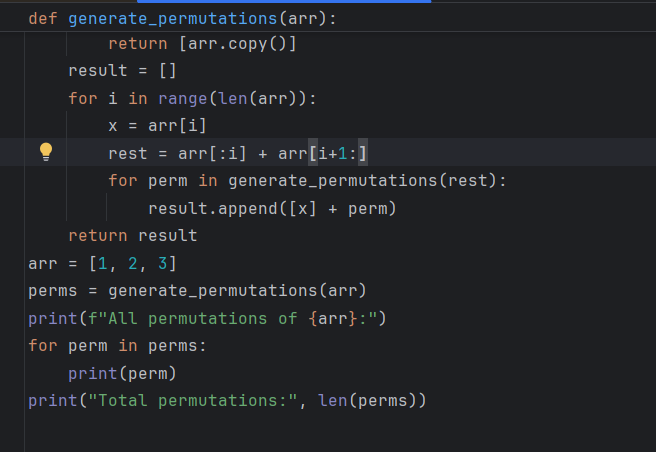 def generate_permutations(arr):
        return [arr.copy()]
    result = []
    for i in range(len(arr)):
        x = arr[i]
        rest = arr[:i] + arr[i+1:]
        for perm in generate_permutations(rest):
            result.append([x] + perm)
    return result
arr = [1, 2, 3]
perms = generate_permutations(arr)
print(f"All permutations of {arr}:")
for perm in perms:
    print(perm)
print("Total permutations:", len(perms))